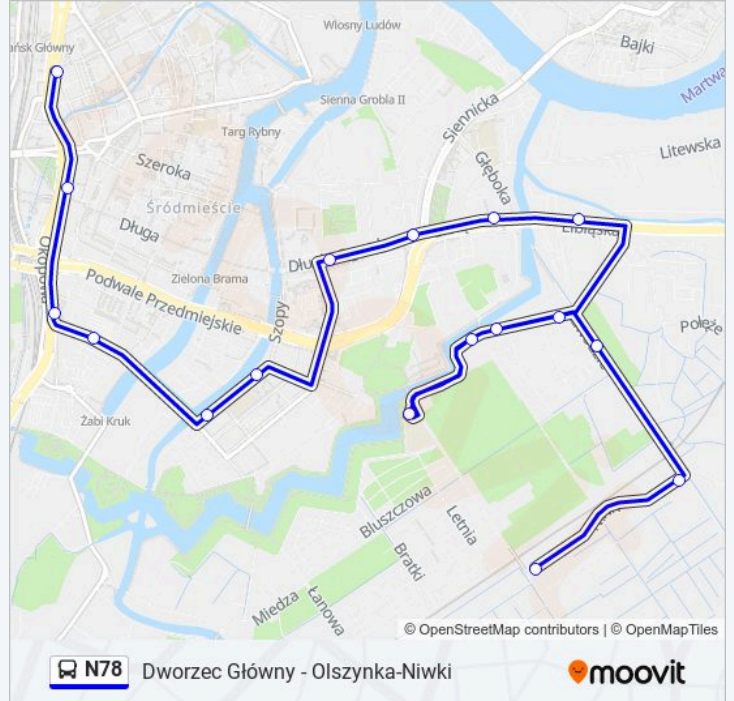 Wiosny Ludów
Bajki
ańsk Główny
Martwa
Sienna Grobla II
Siennicka
Targ Rybny
Litewska
Szeroka
Głęboka
Śródmieście
Długa
Elbląska
Okopowa
Dłu
Zielona Brama
Podwale Przedmiejskie
Szopy
Połęże
Żabi Kruk
Bluszczowa
Letnia
Bratki
Miedza
Łanowa
© OpenStreetMap contributors | © OpenMapTiles
N78 Dworzec Główny - Olszynka-Niwki moovit